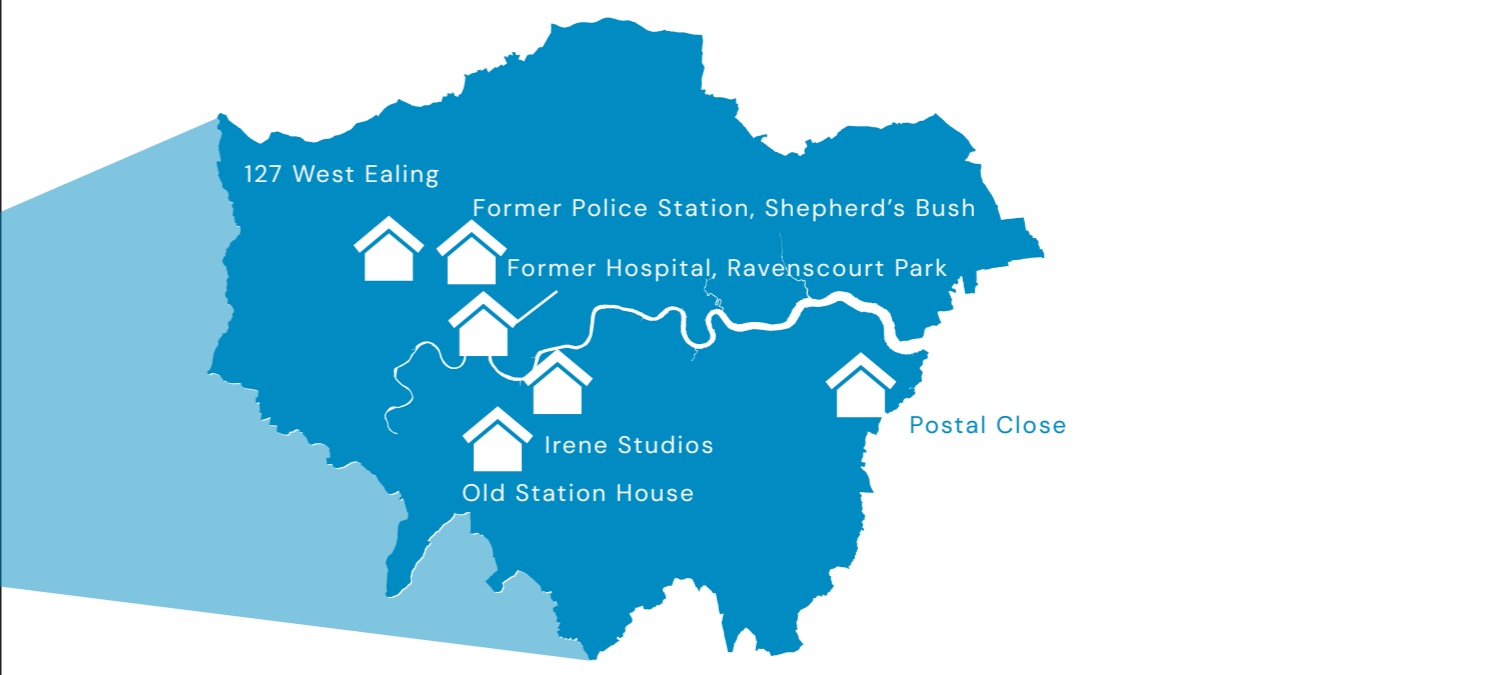 127 West Ealing
Former Police Station, Shepherd’s Bush
Former Hospital, Ravenscourt Park
Postal Close
Irene Studios
Old Station House